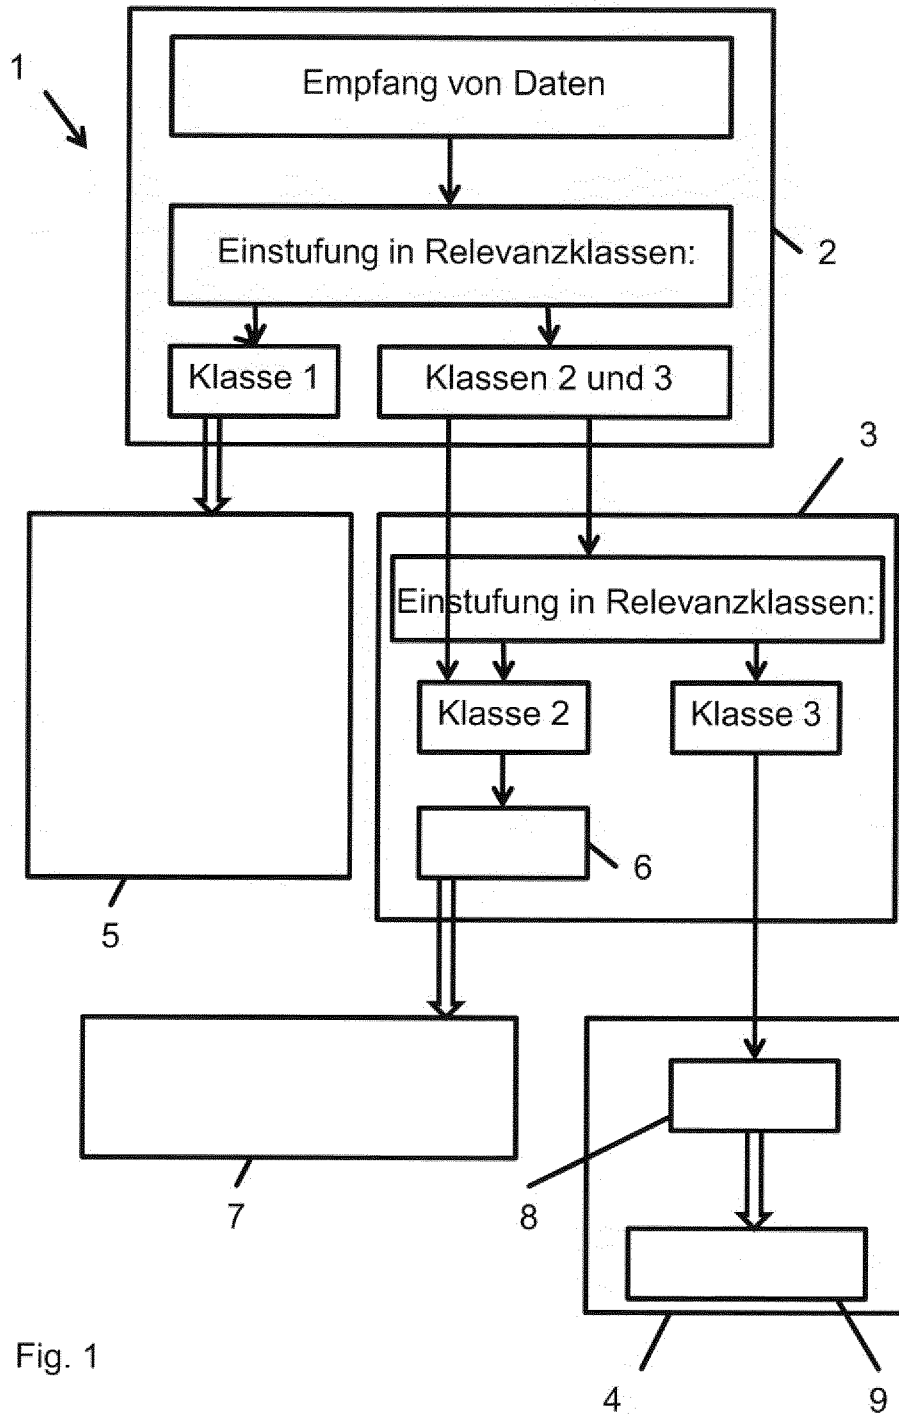 1
Empfang von Daten
Einstufung in Relevanzklassen:
2
Klasse 1
Klassen 2 und 3
3
Einstufung in Relevanzklassen:
Klasse 2
Klasse 3
6
5
7
8
Fig. 1
4
9